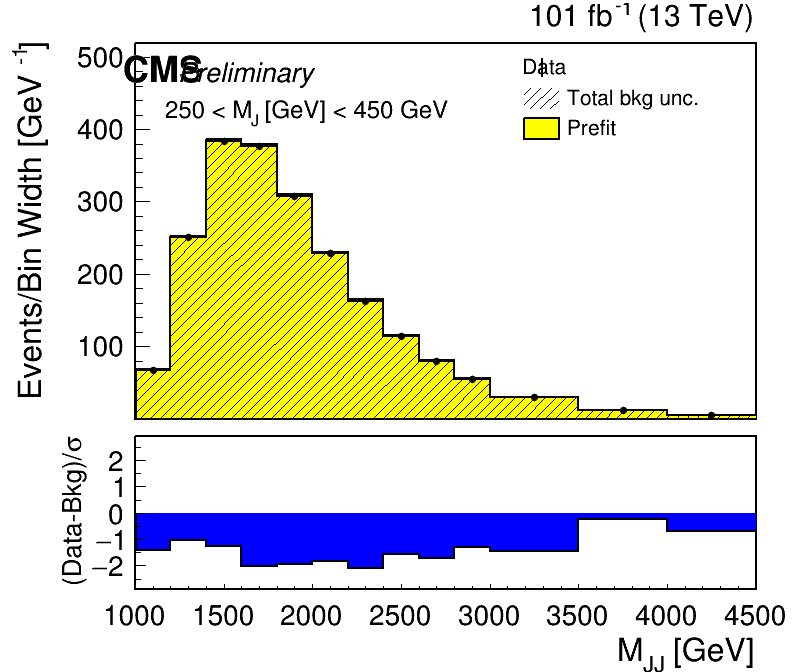 101 fb⁻¹ (13 TeV)
CMS Preliminary
250 < M_J [GeV] < 450 GeV
Data
Total bkg unc.
Prefit
Events/Bin Width [GeV⁻¹]
500
400
300
200
100
(Data-Bkg)/σ
2
1
0
−1
−2
1000 1500 2000 2500 3000 3500 4000 4500
M_JJ [GeV]